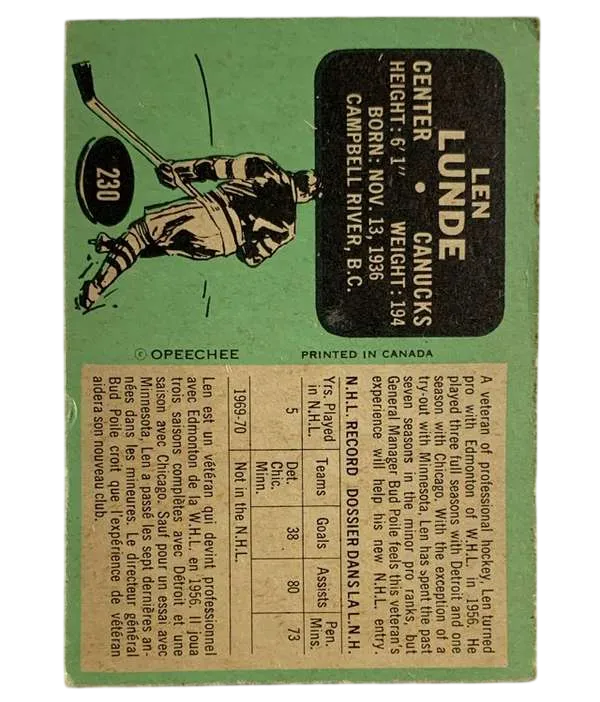 LEN
LUNDE
CENTER • CANUCKS
HEIGHT: 6'1" WEIGHT: 194
BORN: NOV. 13, 1936
CAMPBELL RIVER, B.C.
230
© OPEECHEE
PRINTED IN CANADA
A veteran of professional hockey, Len turned
pro with Edmonton of W.H.L. in 1956. He
played three full seasons with Detroit and one
season with Chicago. With the exception of a
try-out with Minnesota, Len has spent the past
seven seasons in the minor pro ranks, but
General Manager Bud Poile feels this veteran's
experience will help his new N.H.L. entry.
N.H.L. RECORD DOSSIER DANS LA L.N.H.
Yrs. Played Teams Goals Assists Pen.
in N.H.L. Mins.
5 Det. 38 80 73
Chic.
Minn.
1969-70 Not in the N.H.L.
Len est un vétéran qui devint professionnel
avec Edmonton de la W.H.L. en 1956. Il joua
trois saisons complètes avec Détroit et une
saison avec Chicago. Sauf pour un essai avec
Minnesota, Len a passé les sept dernières an-
nées dans les mineures. Le directeur général
Bud Poile croit que l'expérience de vétéran
aidera son nouveau club.